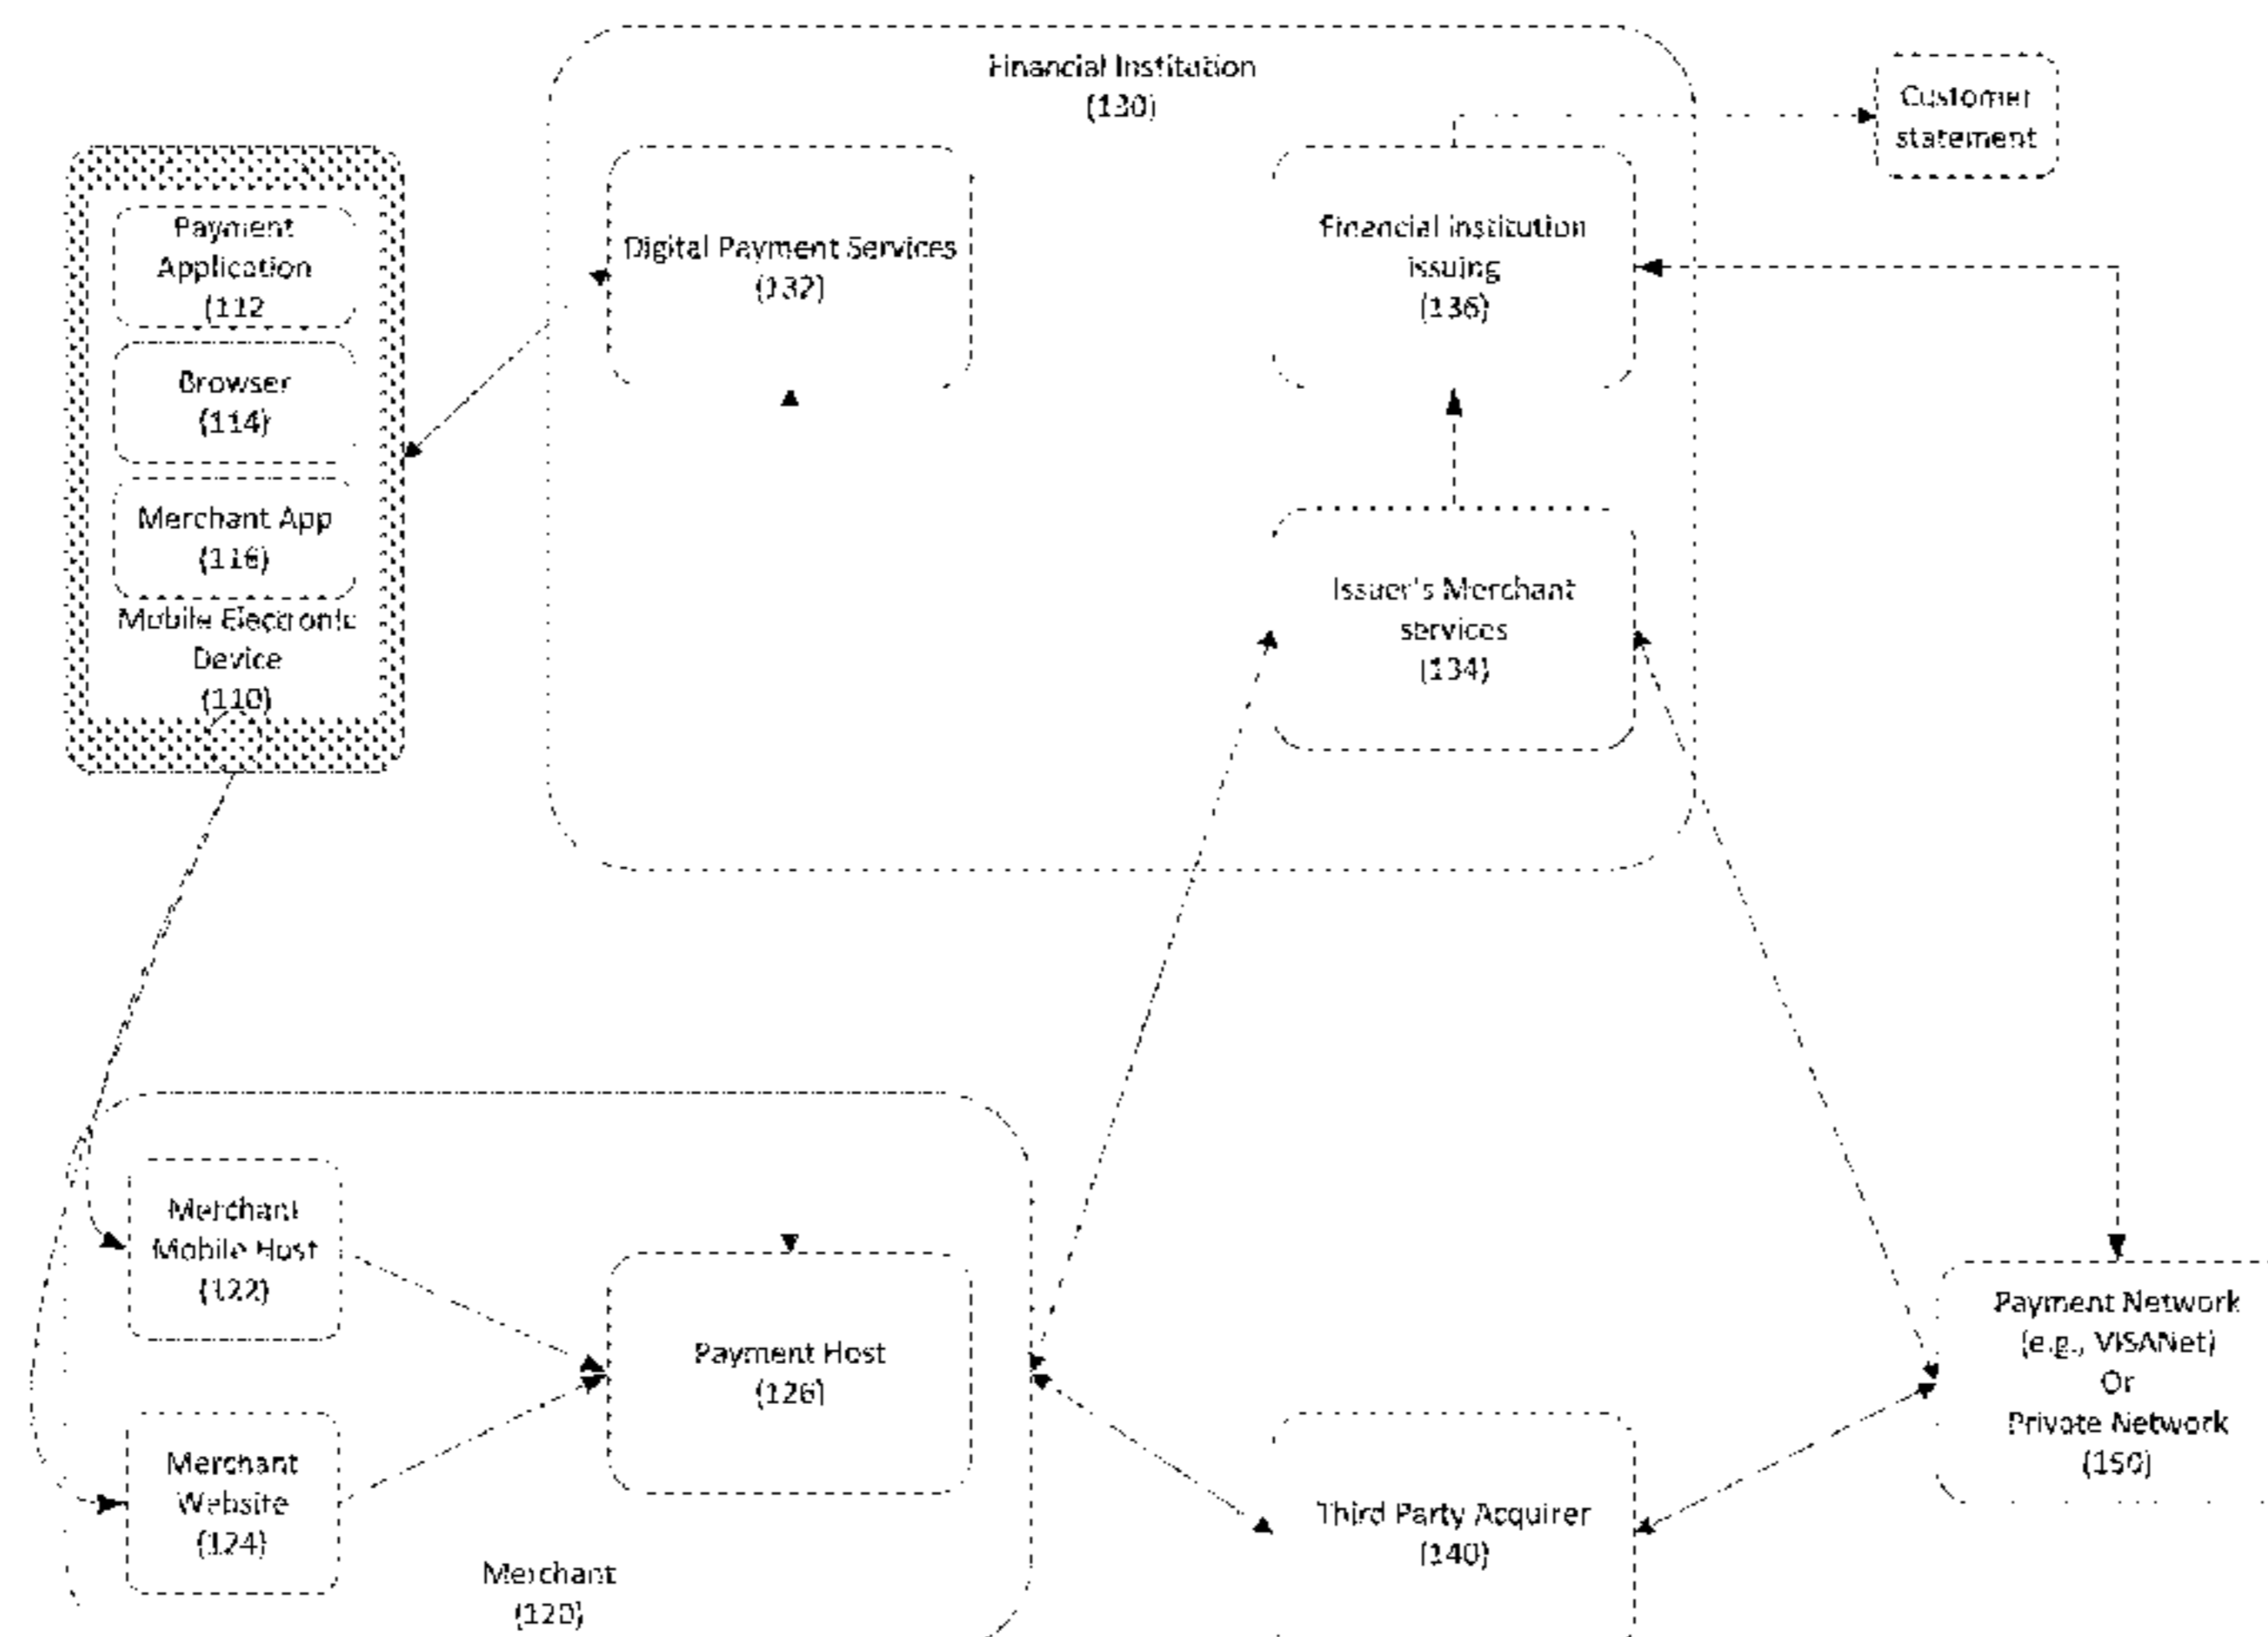 Financial Institution
(130)
Customer
statement
Payment
Application
(112
Browser
(114)
Merchant App
(116)
Mobile Electronic
Device
(110)
Digital Payment Services
(132)
Financial institution
issuing
(136)
Issuer's Merchant
services
(134)
Merchant
Mobile Host
(122)
Merchant
Website
(124)
Payment Host
(126)
Merchant
(120)
Third Party Acquirer
(140)
Payment Network
(e.g., VISANet)
Or
Private Network
(150)